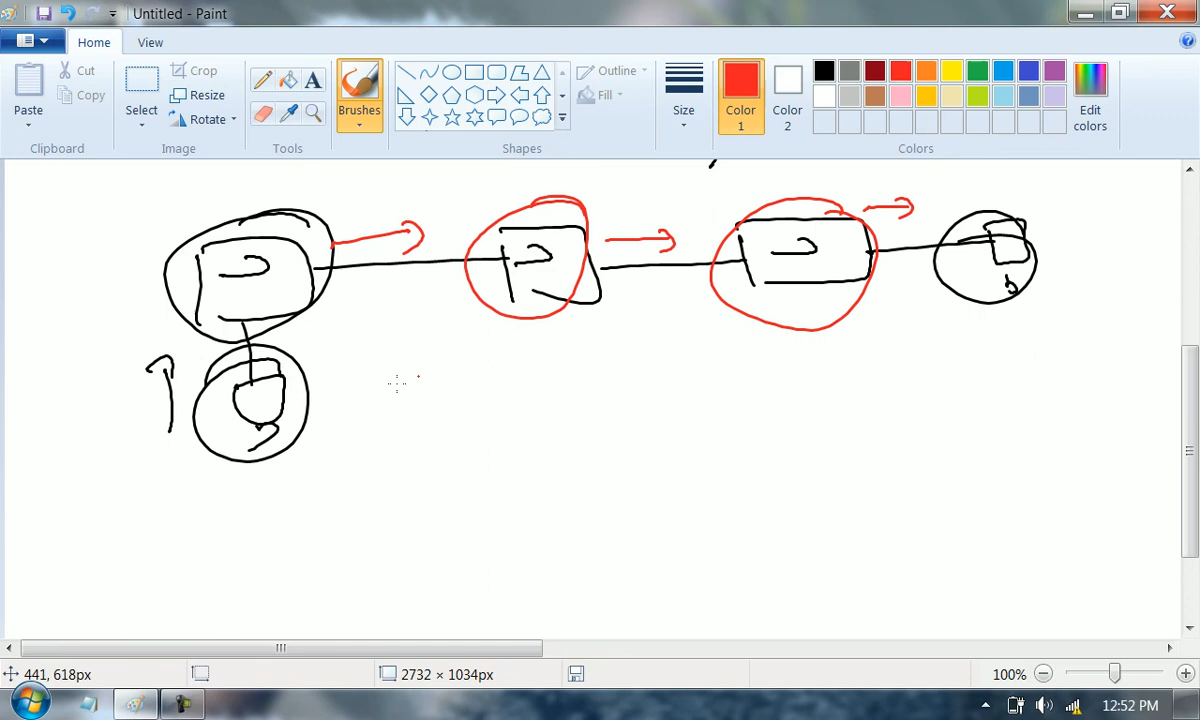 Untitled - Paint
Home
View
Paste
Cut
Copy
Clipboard
Select
Crop
Resize
Rotate
Image
Tools
Brushes
Shapes
Outline
Fill
Size
Color 1
Color 2
Edit colors
Colors
441, 618px
2732 × 1034px
100%
12:52 PM